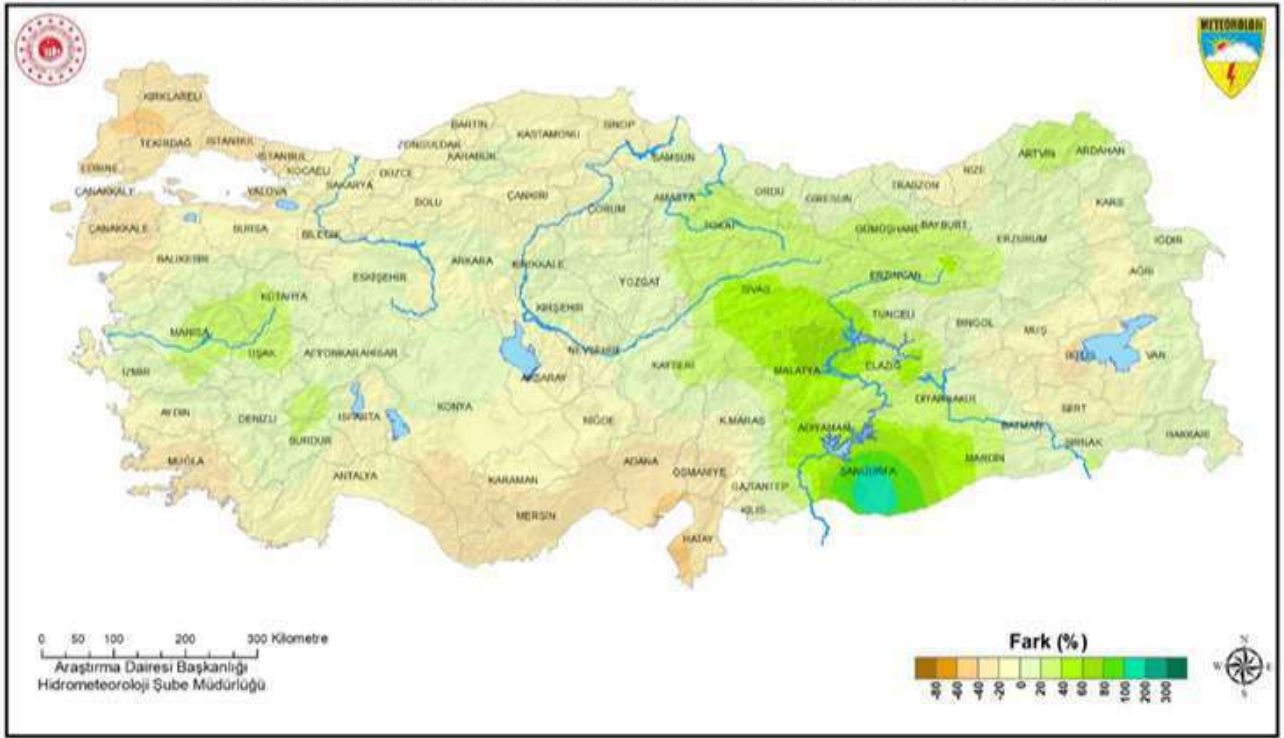 METEOROLOJİ
KIRKLARELİ
TEKİRDAĞ
İSTANBUL
EDİRNE
İSTANBUL
KOCAELİ
YALOVA
SAKARYA
DÜZCE
ZONGULDAK
BARTIN
KARABÜK
KASTAMONU
SİNOP
SAMSUN
ÇANAKKALE
ÇANAKKALE
BALIKESİR
BURSA
BİLECİK
BOLU
ÇANKIRI
ÇORUM
AMASYA
ORDU
GİRESUN
TRABZON
RİZE
ARTVİN
ARDAHAN
KARS
IĞDIR
AĞRI
TOKAT
GÜMÜŞHANE
BAYBURT
ERZURUM
ERZİNCAN
ESKİŞEHİR
ANKARA
KIRIKKALE
YOZGAT
SİVAS
KÜTAHYA
MANİSA
UŞAK
AFYONKARAHİSAR
KIRŞEHİR
NEVŞEHİR
KAYSERİ
TUNCELİ
BİNGÖL
MUŞ
BİTLİS
VAN
İZMİR
AKSARAY
MALATYA
ELAZIĞ
DİYARBAKIR
SİİRT
AYDIN
DENİZLİ
ISPARTA
KONYA
NİĞDE
K.MARAŞ
ADIYAMAN
BATMAN
ŞIRNAK
HAKKARİ
BURDUR
MUĞLA
ANTALYA
KARAMAN
ADANA
OSMANİYE
GAZİANTEP
ŞANLIURFA
MARDİN
KİLİS
MERSİN
HATAY
0 50 100 200 300 Kilometre
Araştırma Dairesi Başkanlığı
Hidrometeoroloji Şube Müdürlüğü
Fark (%)
-80 -60 -40 -20 0 20 40 60 80 100 200 300
N
W E
S